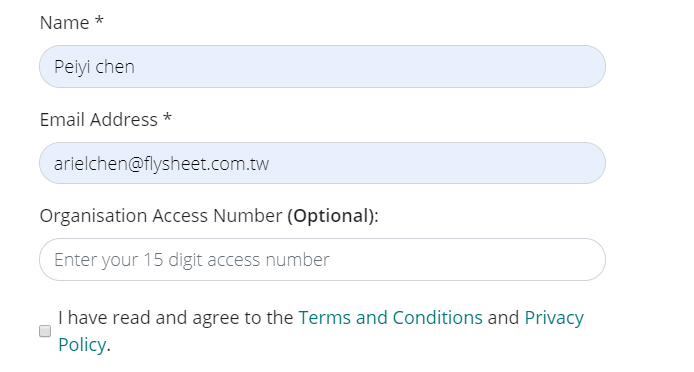 Name *
Peiyi chen
Email Address *
arielchen@flysheet.com.tw
Organisation Access Number (Optional):
Enter your 15 digit access number
I have read and agree to the Terms and Conditions and Privacy
Policy.